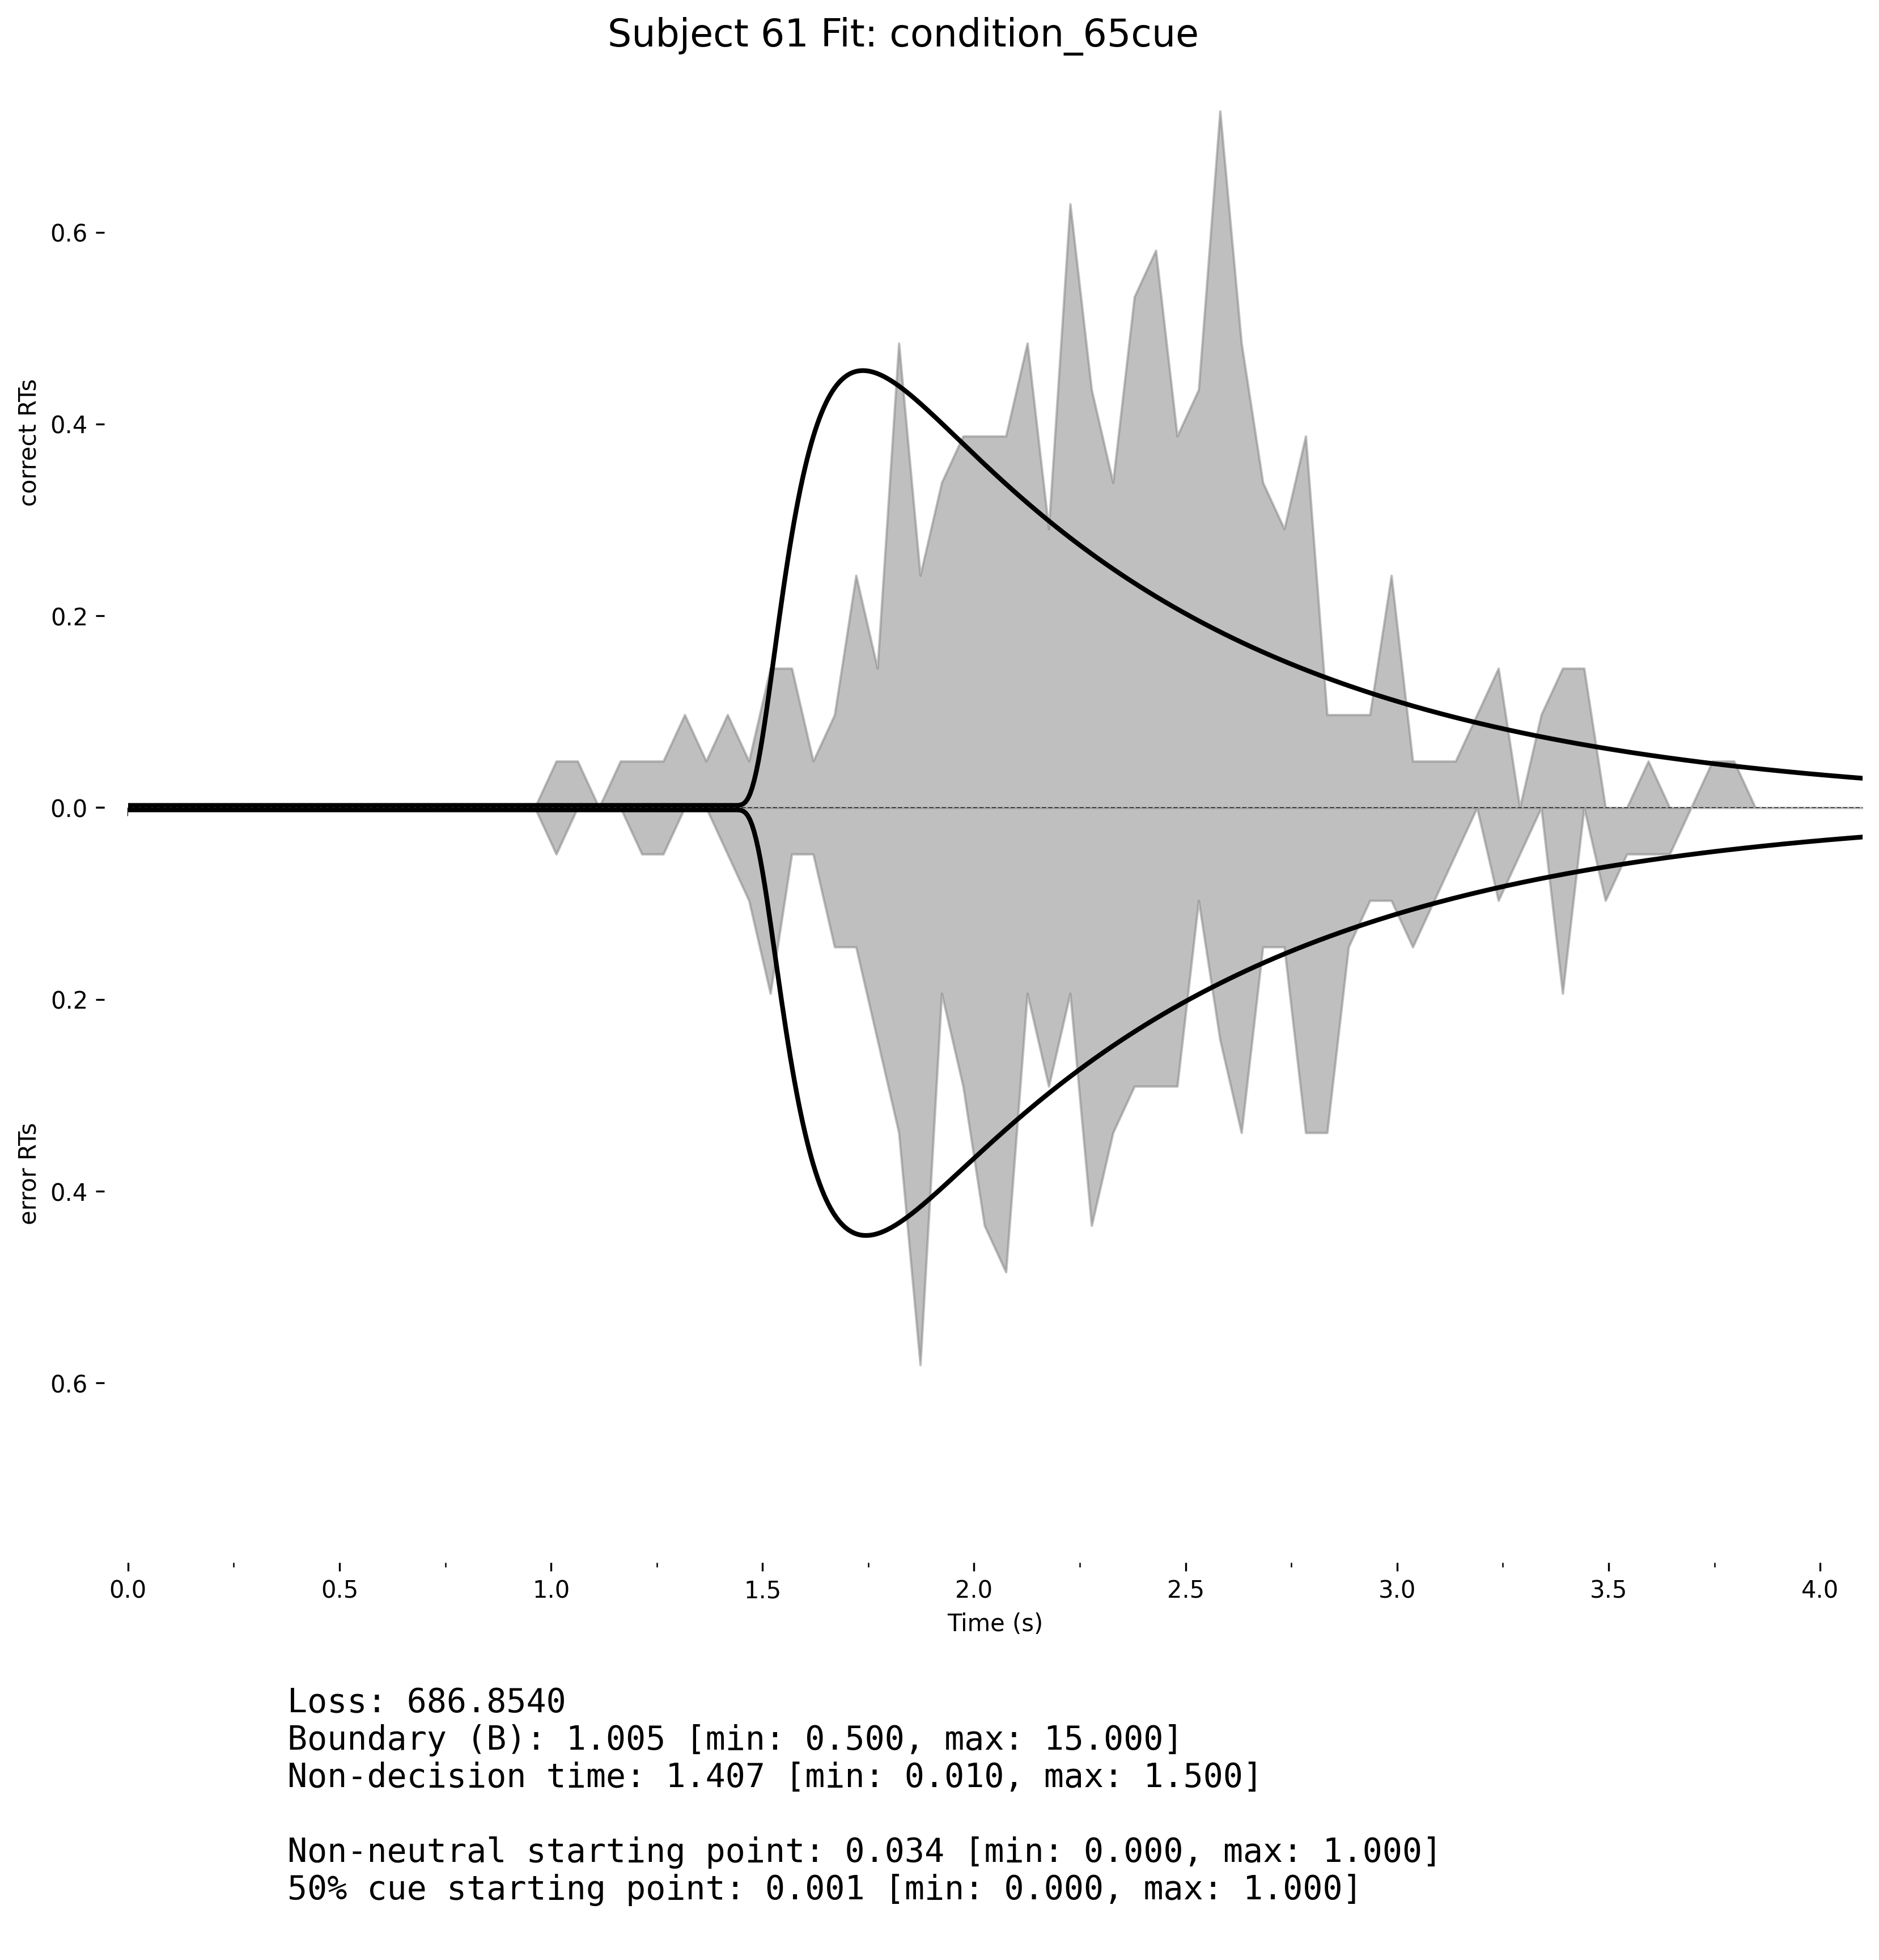 Subject 61 Fit: condition_65cue
correct RTs
error RTs
0.6
0.4
0.2
0.0
0.2
0.4
0.6
0.0 0.5 1.0 1.5 2.0 2.5 3.0 3.5 4.0
Time (s)
Loss: 686.8540
Boundary (B): 1.005 [min: 0.500, max: 15.000]
Non-decision time: 1.407 [min: 0.010, max: 1.500]
Non-neutral starting point: 0.034 [min: 0.000, max: 1.000]
50% cue starting point: 0.001 [min: 0.000, max: 1.000]